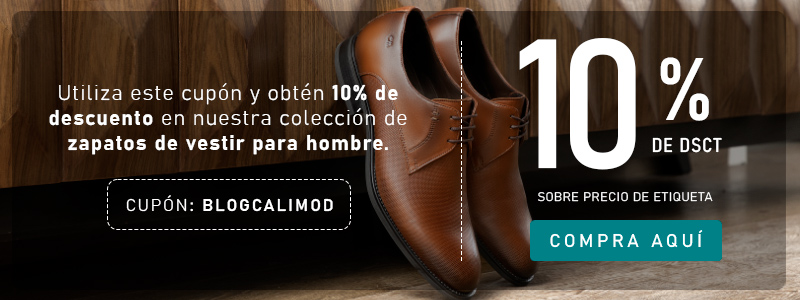 Utiliza este cupón y obtén 10% de
descuento en nuestra colección de
zapatos de vestir para hombre.
CUPÓN: BLOGCALIMOD
10%
DE DSCT
SOBRE PRECIO DE ETIQUETA
COMPRA AQUÍ